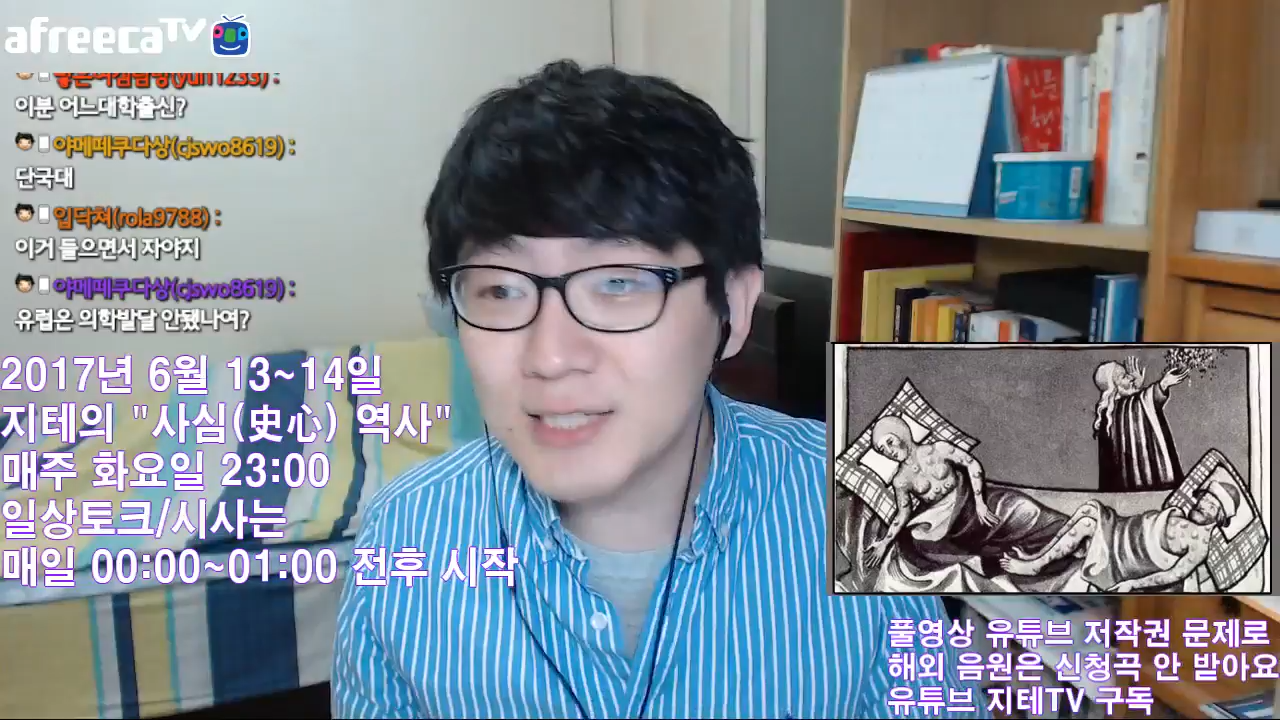 afreecaTV
이분 어느대학출신?
야메떼쿠다상(cjswo8619) :
단국대
입닥쳐(rola9788) :
이거 들으면서 자야지
야메떼쿠다상(cjswo8619) :
유럽은 의학발달 안됐나여?
2017년 6월 13~14일
지테의 "사심(史心) 역사"
매주 화요일 23:00
일상토크/시사는
매일 00:00~01:00 전후 시작
인문
풀영상 유튜브 저작권 문제로
해외 음원은 신청곡 안 받아요
유튜브 지테TV 구독